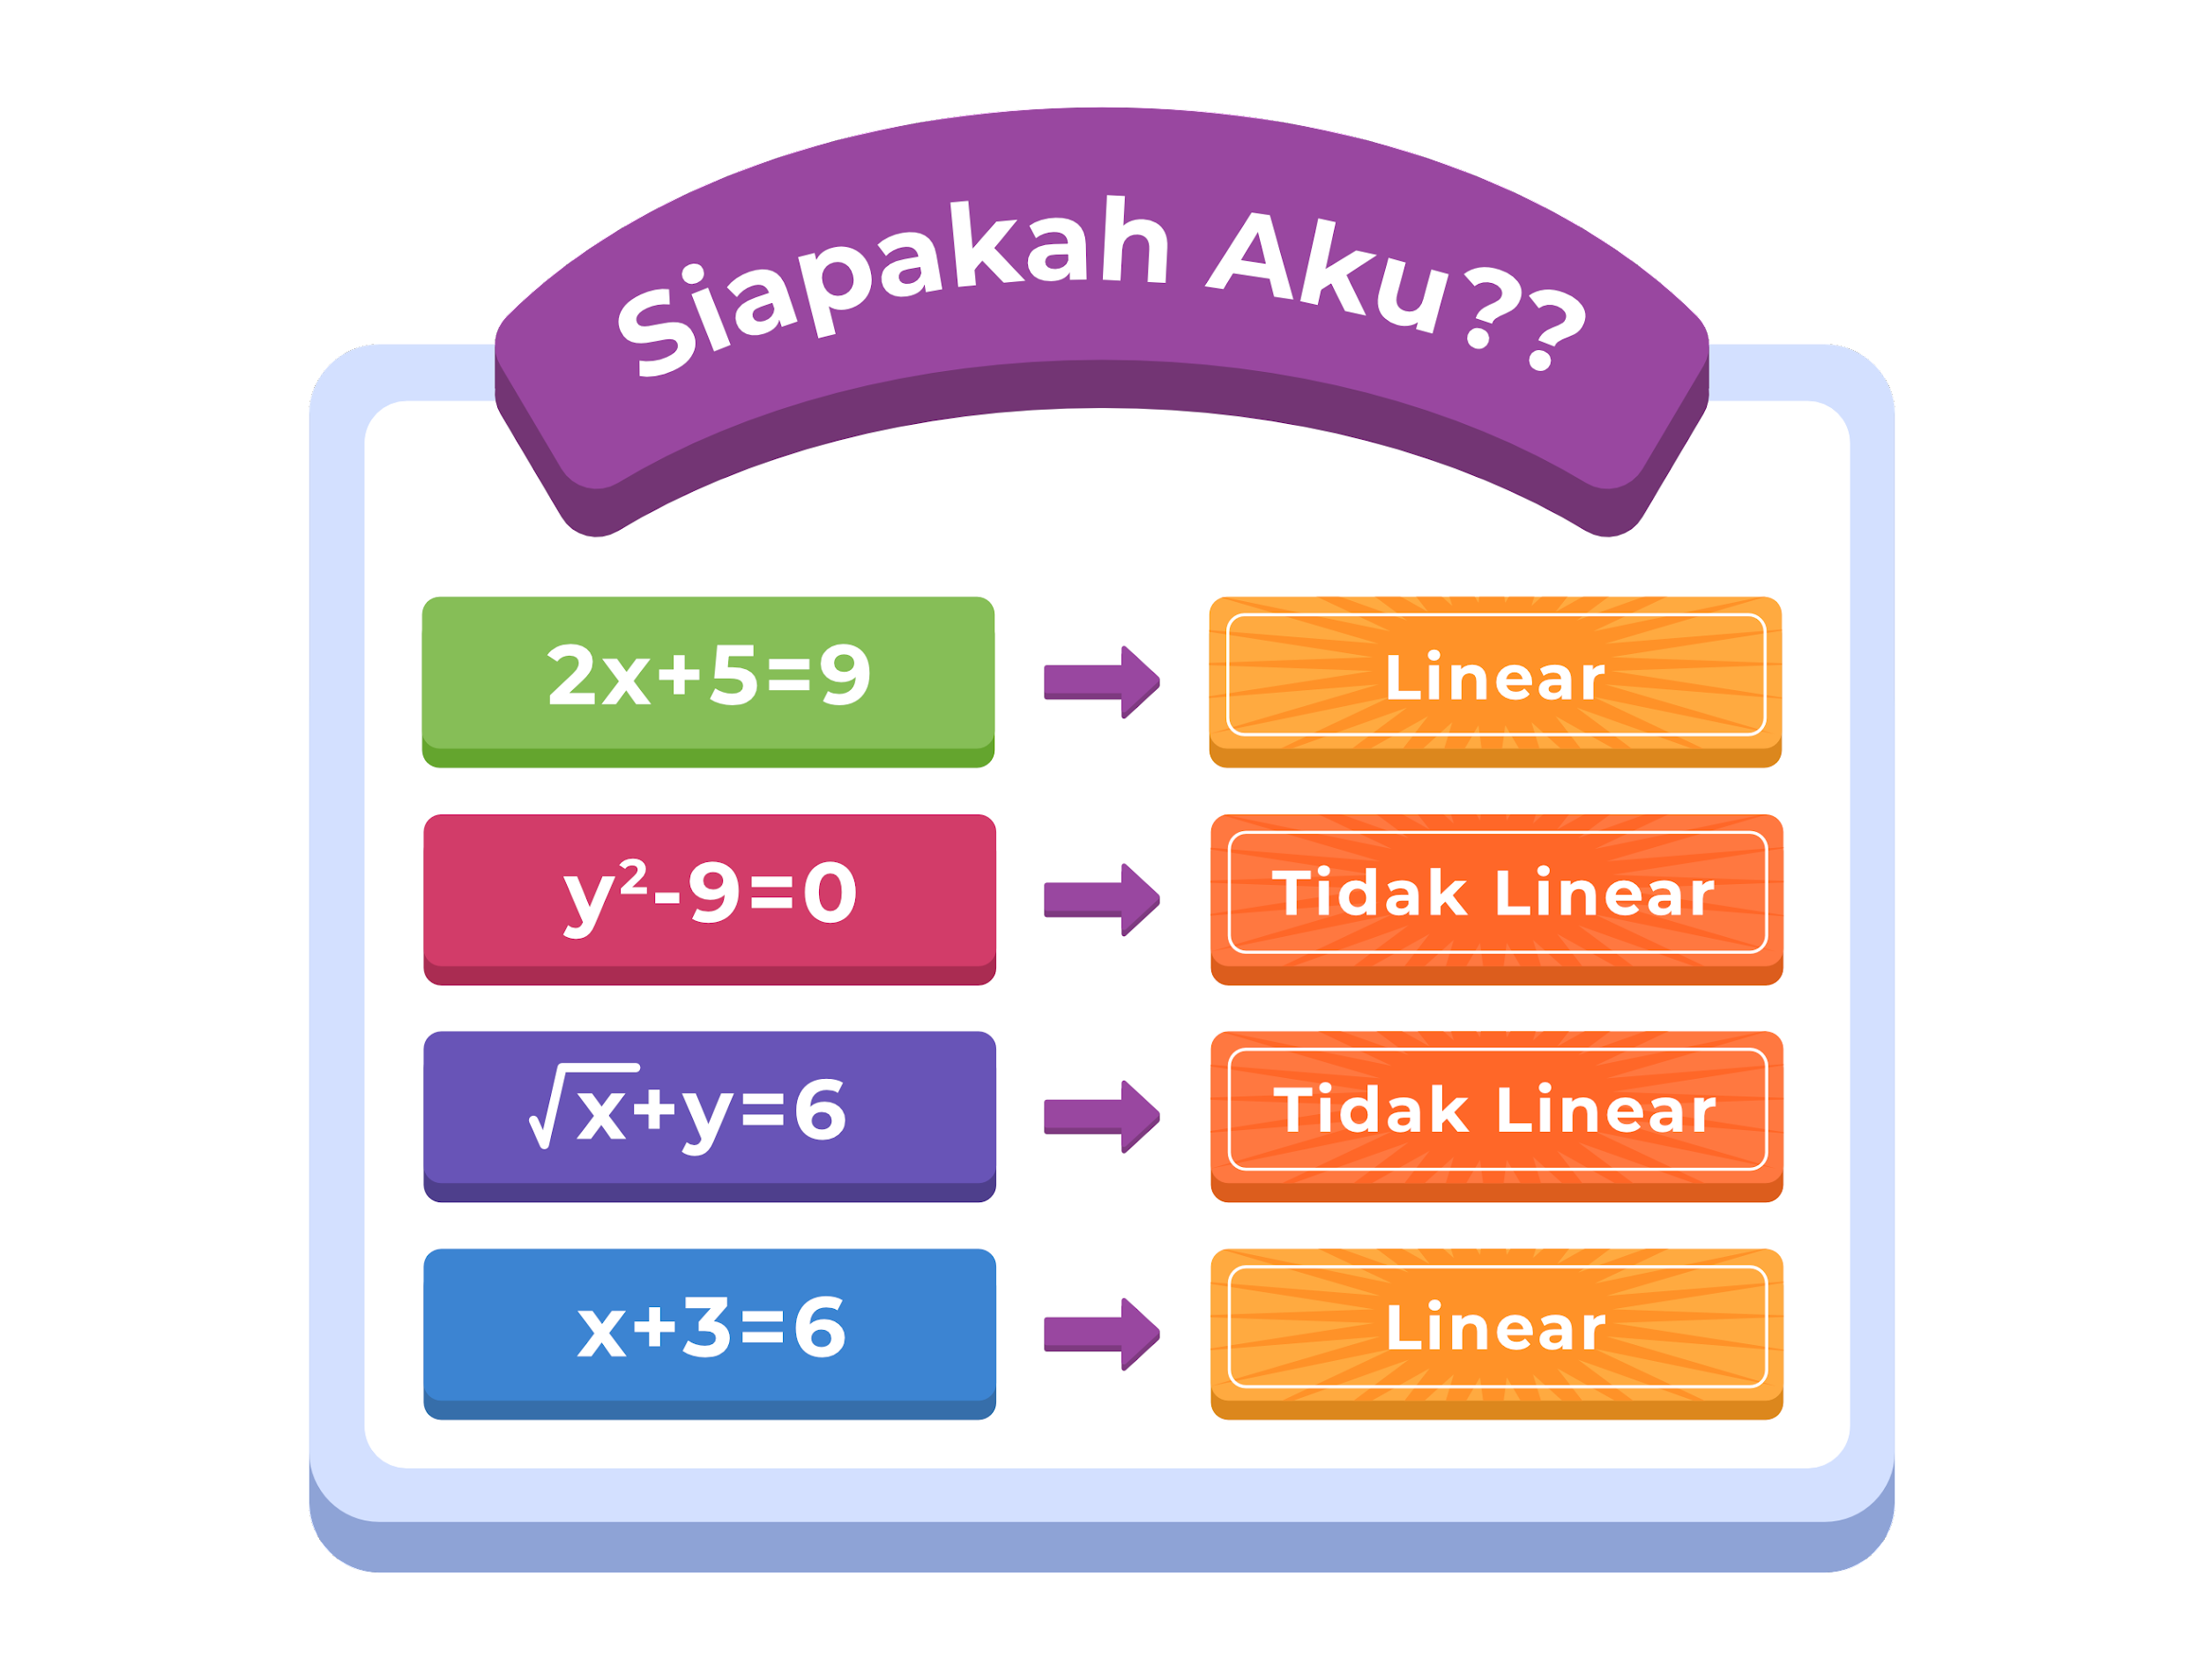 Siapakah Aku??
2x+5=9
Linear
y²-9=0
Tidak Linear
√x+y=6
Tidak Linear
x+3=6
Linear